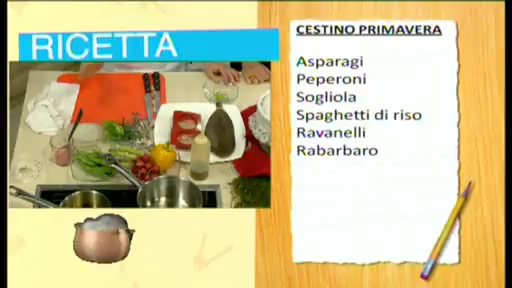 RICETTA
CESTINO PRIMAVERA
Asparagi
Peperoni
Sogliola
Spaghetti di riso
Ravanelli
Rabarbaro